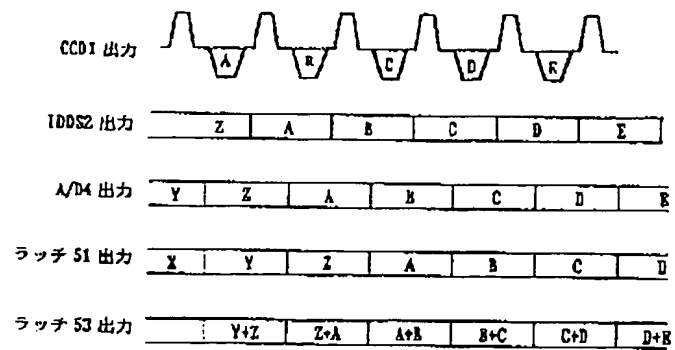 CCD1 出力 A B C D E
IDDS2 出力 Z A B C D E
A/D4 出力 Y Z A B C D E
ラッチ 51 出力 X Y Z A B C D
ラッチ 53 出力 Y+Z Z+A A+B B+C C+D D+E